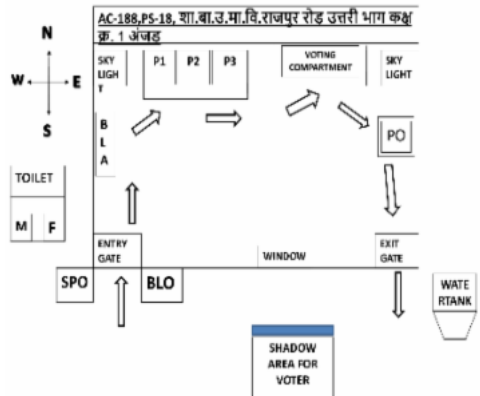 AC-188,PS-18, शा.बा.उ.मा.वि.राजपुर रोड़ उत्तरी भाग कक्ष
क्र. 1 अंजड़
N
W
E
S
SKY
LIGH
T
P1
P2
P3
VOTING
COMPARTMENT
SKY
LIGHT
B
L
A
PO
TOILET
M
F
ENTRY
GATE
WINDOW
EXIT
GATE
SPO
BLO
WATE
RTANK
SHADOW
AREA FOR
VOTER